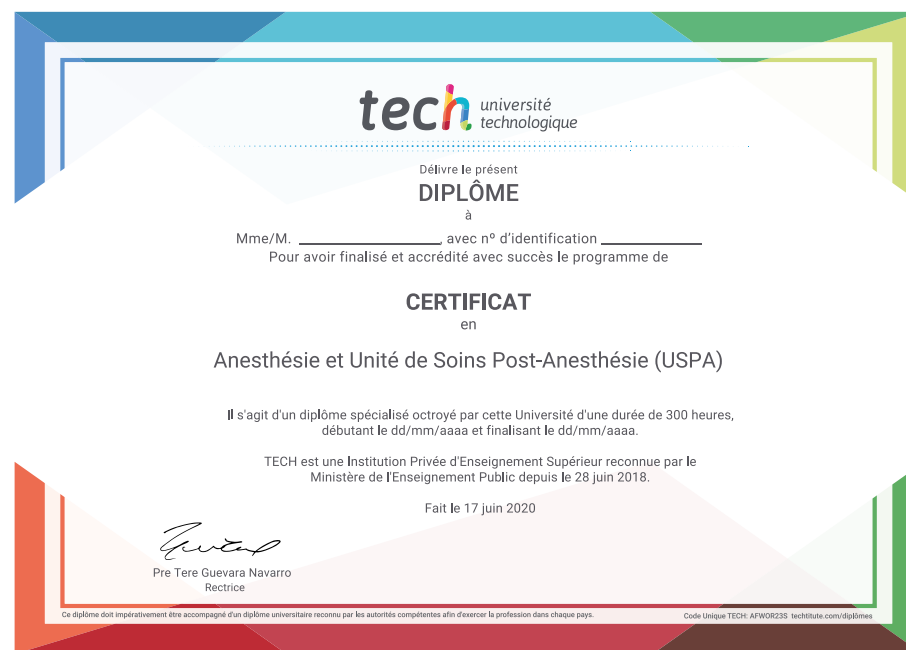 tech université
technologique
Délivre le présent
DIPLÔME
à
Mme/M. ____________________, avec nº d'identification ______________
Pour avoir finalisé et accrédité avec succès le programme de
CERTIFICAT
en
Anesthésie et Unité de Soins Post-Anesthésie (USPA)
Il s'agit d'un diplôme spécialisé octroyé par cette Université d'une durée de 300 heures,
débutant le dd/mm/aaaa et finalisant le dd/mm/aaaa.
TECH est une Institution Privée d'Enseignement Supérieur reconnue par le
Ministère de l'Enseignement Public depuis le 28 juin 2018.
Fait le 17 juin 2020
Pre Tere Guevara Navarro
Rectrice
Ce diplôme doit impérativement être accompagné d'un diplôme universitaire reconnu par les autorités compétentes afin d'exercer la profession dans chaque pays.
Code Unique TECH: AFWOR23S techtitute.com/diplômes